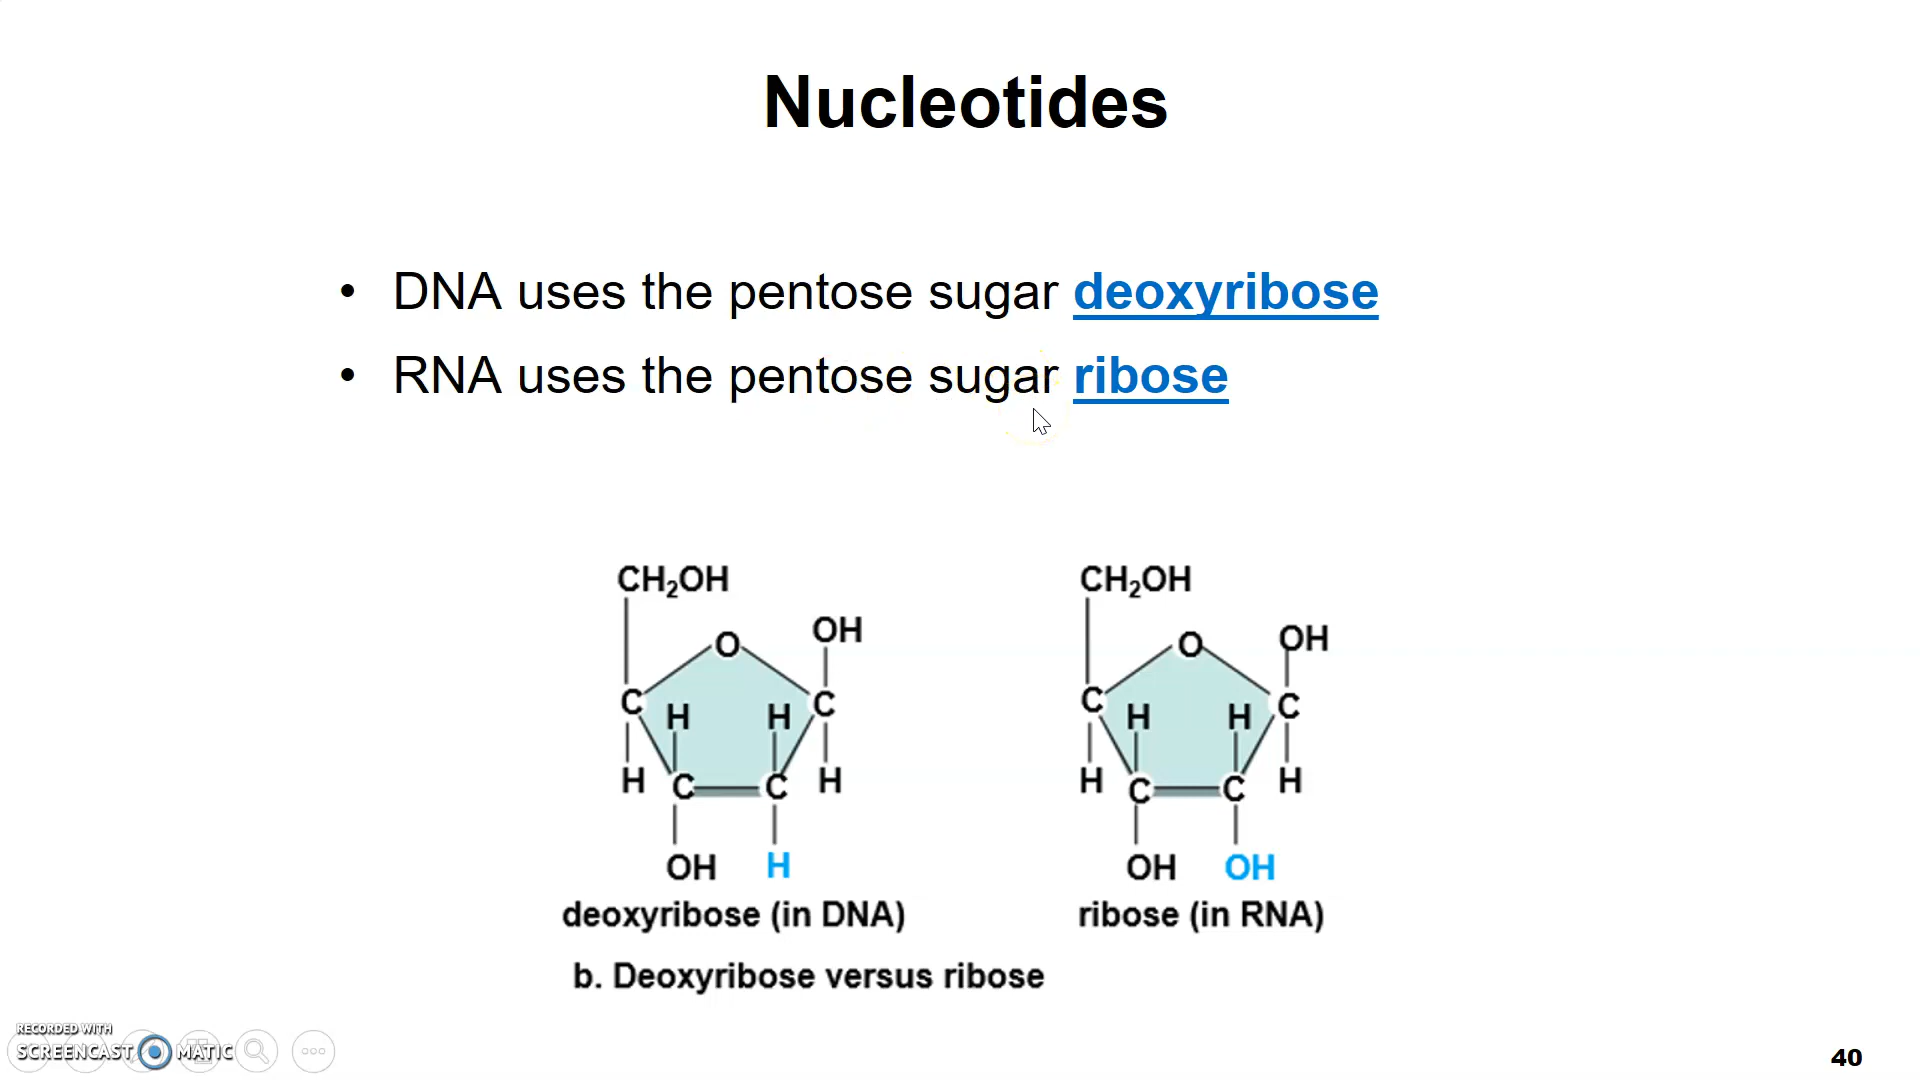 Nucleotides
• DNA uses the pentose sugar deoxyribose
• RNA uses the pentose sugar ribose
CH₂OH CH₂OH
OH OH
O O
C C C C
H H H H
H C C H H C C H
OH H OH OH
deoxyribose (in DNA) ribose (in RNA)
b. Deoxyribose versus ribose
RECORDED WITH
SCREENCAST MATIC
40